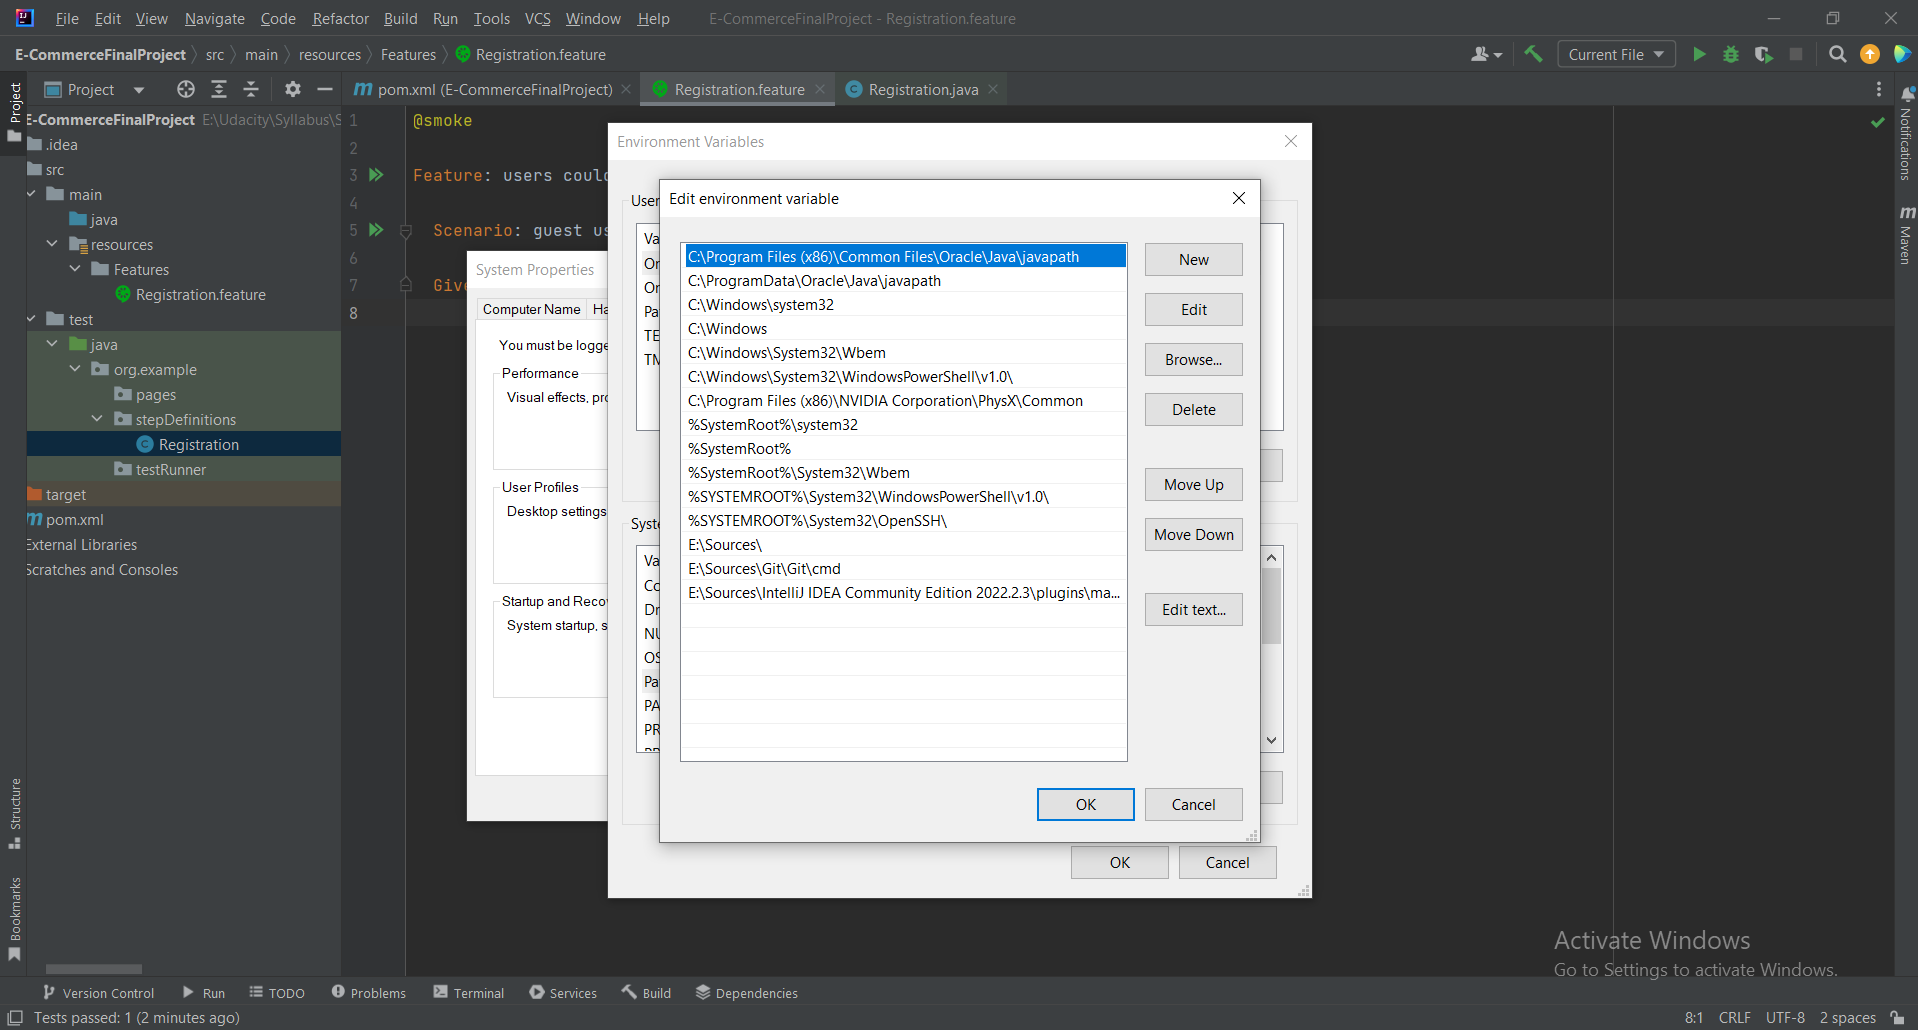 File Edit View Navigate Code Refactor Build Run Tools VCS Window Help E-CommerceFinalProject - Registration.feature
E-CommerceFinalProject src main resources Features Registration.feature
Current File
Project
Project
pom.xml (E-CommerceFinalProject) Registration.feature Registration.java
Notifications
Maven
E-CommerceFinalProject E:\Udacity\Syllabus\S
.idea
src
main
java
resources
Features
Registration.feature
test
java
org.example
pages
stepDefinitions
Registration
testRunner
target
pom.xml
External Libraries
Scratches and Consoles
Structure
Bookmarks
1 @smoke
2
3 Feature: users could
4
5 Scenario: guest us
6
7 Give
8
System Properties
Computer Name Ha
You must be logge
Performance
Visual effects, pro
User Profiles
Desktop settings
Startup and Reco
System startup, s
Environment Variables
User
Va
On
On
Pa
TE
TM
Syste
Va
Co
Dr
NU
OS
Pa
PA
PR
Edit environment variable
C:\Program Files (x86)\Common Files\Oracle\Java\javapath
C:\ProgramData\Oracle\Java\javapath
C:\Windows\system32
C:\Windows
C:\Windows\System32\Wbem
C:\Windows\System32\WindowsPowerShell\v1.0\
C:\Program Files (x86)\NVIDIA Corporation\PhysX\Common
%SystemRoot%\system32
%SystemRoot%
%SystemRoot%\System32\Wbem
%SYSTEMROOT%\System32\WindowsPowerShell\v1.0\
%SYSTEMROOT%\System32\OpenSSH\
E:\Sources\
E:\Sources\Git\Git\cmd
E:\Sources\IntelliJ IDEA Community Edition 2022.2.3\plugins\ma...
New
Edit
Browse...
Delete
Move Up
Move Down
Edit text...
OK Cancel
OK Cancel
Activate Windows
Go to Settings to activate Windows.
Version Control Run TODO Problems Terminal Services Build Dependencies
Tests passed: 1 (2 minutes ago)
8:1 CRLF UTF-8 2 spaces